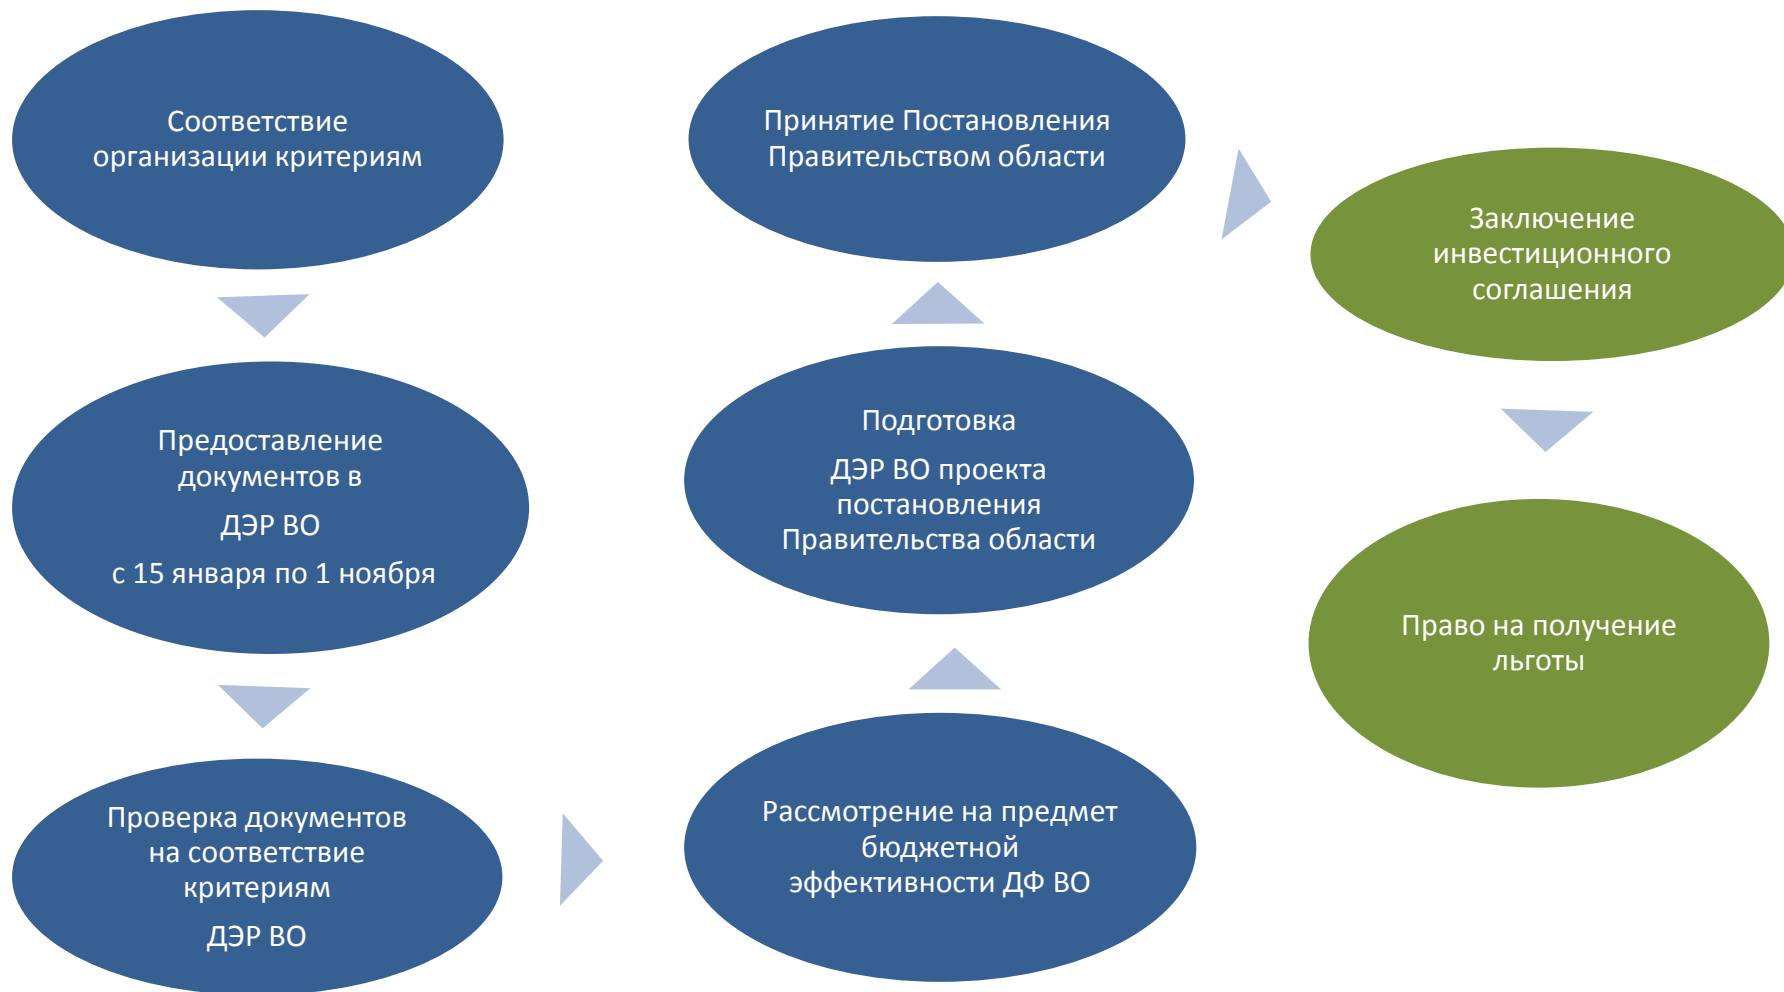 Соответствие
организации критериям
Предоставление
документов в
ДЭР ВО
с 15 января по 1 ноября
Проверка документов
на соответствие
критериям
ДЭР ВО
Рассмотрение на предмет
бюджетной
эффективности ДФ ВО
Подготовка
ДЭР ВО проекта
постановления
Правительства области
Принятие Постановления
Правительством области
Заключение
инвестиционного
соглашения
Право на получение
льготы